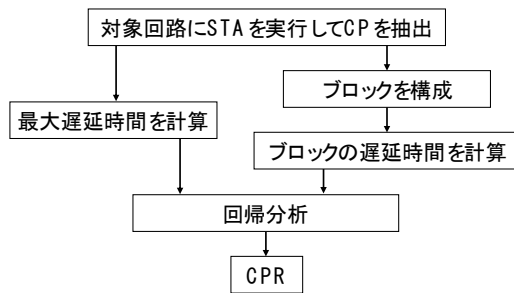 対象回路にSTAを実行してCPを抽出
ブロックを構成
最大遅延時間を計算
ブロックの遅延時間を計算
回帰分析
CPR